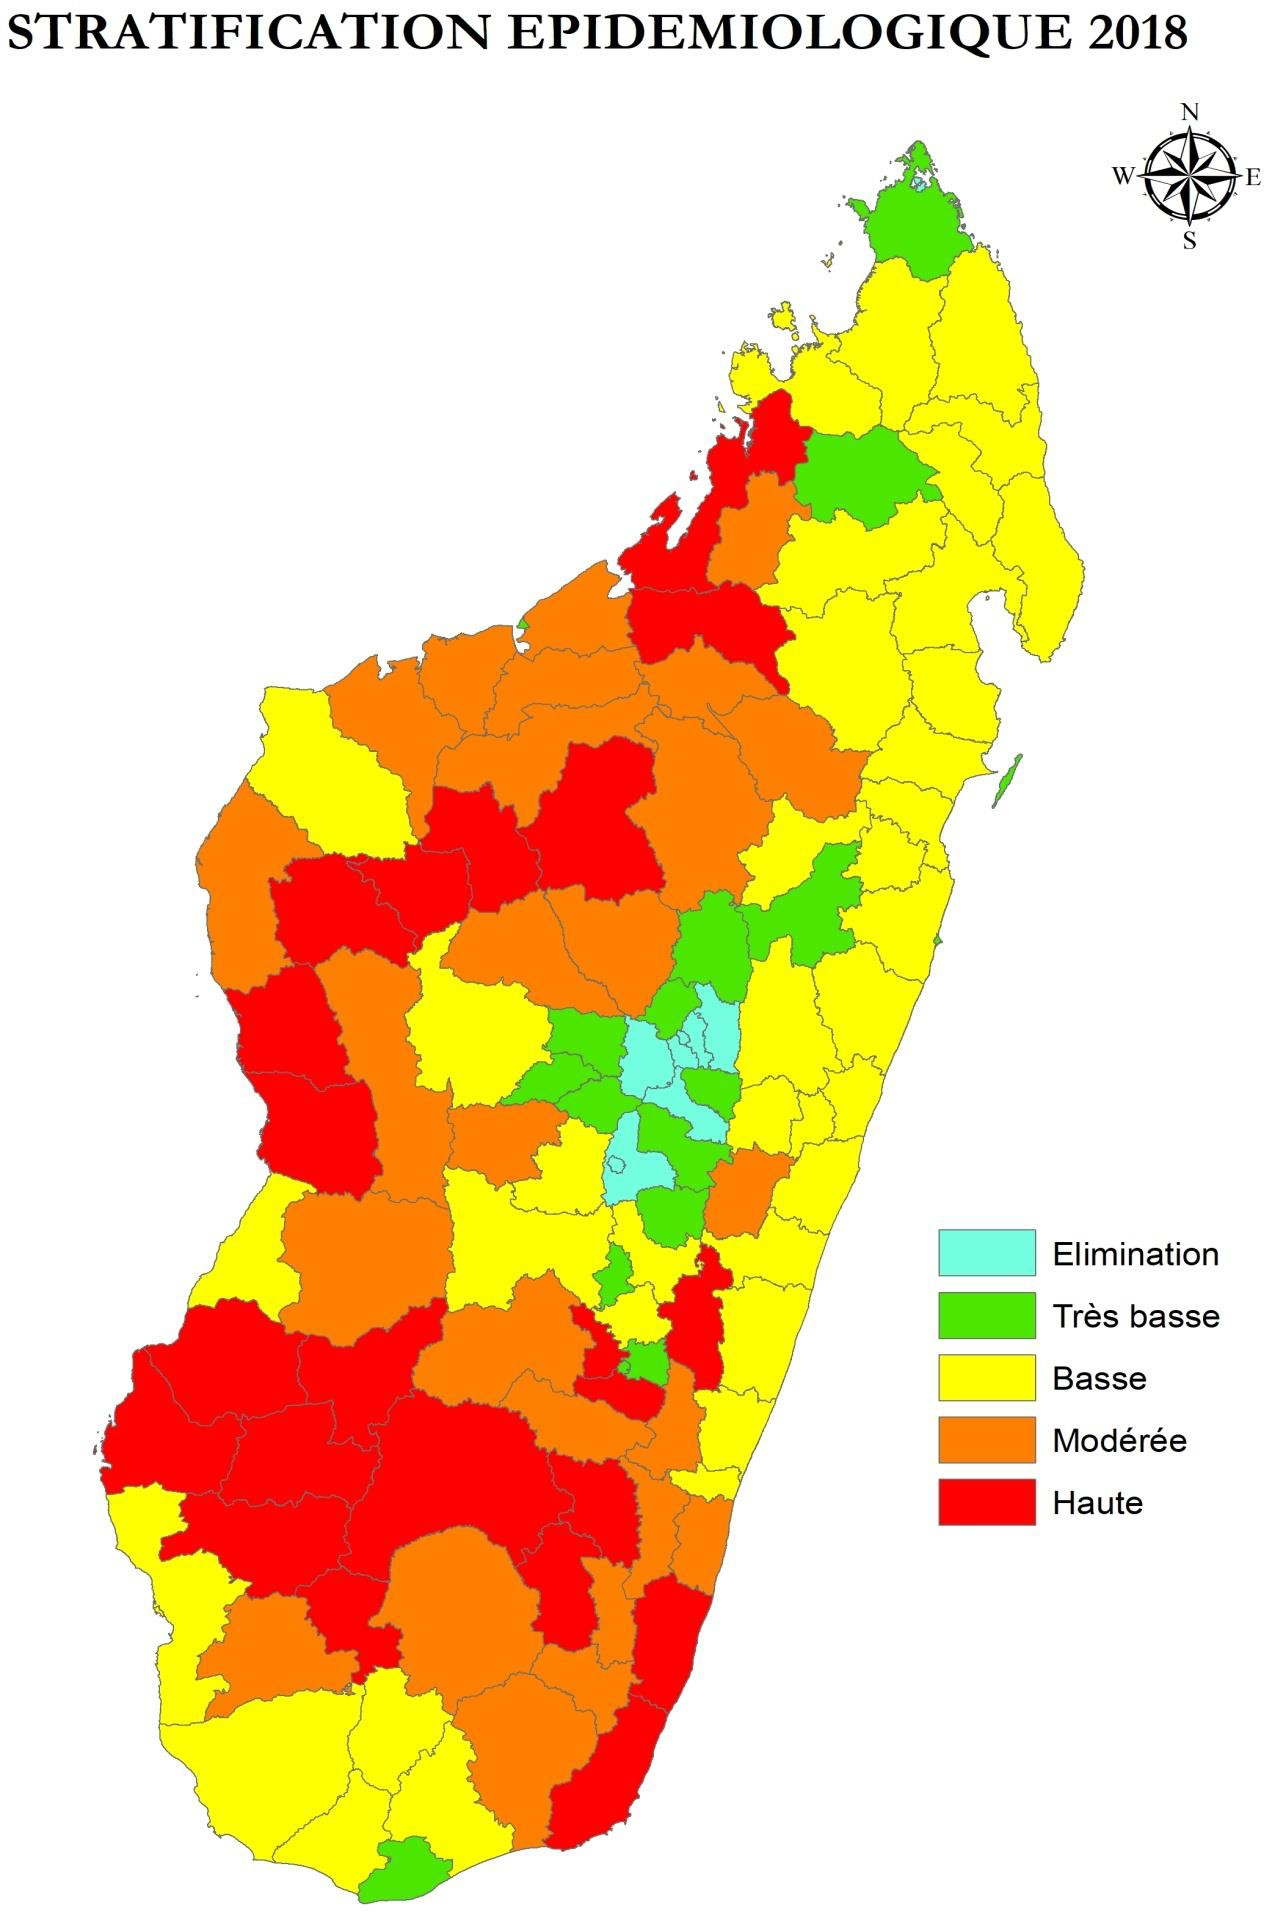 STRATIFICATION EPIDEMIOLOGIQUE 2018
N
W E
S
Elimination
Très basse
Basse
Modérée
Haute